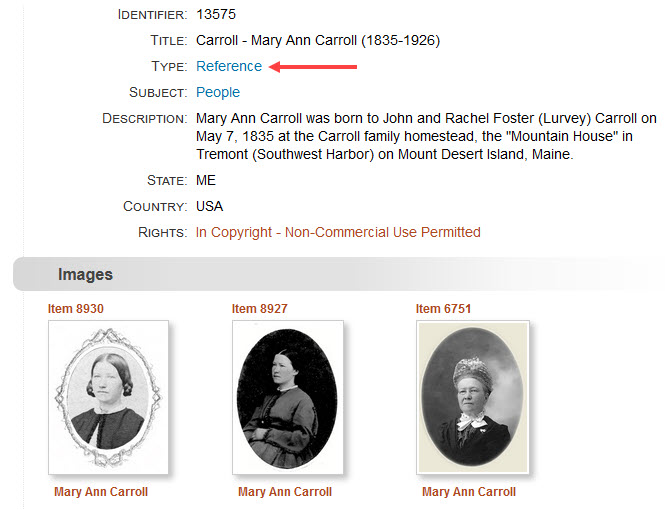 Identifier: 13575
Title: Carroll - Mary Ann Carroll (1835-1926)
Type: Reference
Subject: People
Description: Mary Ann Carroll was born to John and Rachel Foster (Lurvey) Carroll on
May 7, 1835 at the Carroll family homestead, the "Mountain House" in
Tremont (Southwest Harbor) on Mount Desert Island, Maine.
State: ME
Country: USA
Rights: In Copyright - Non-Commercial Use Permitted
Images
Item 8930 Item 8927 Item 6751
Mary Ann Carroll Mary Ann Carroll Mary Ann Carroll